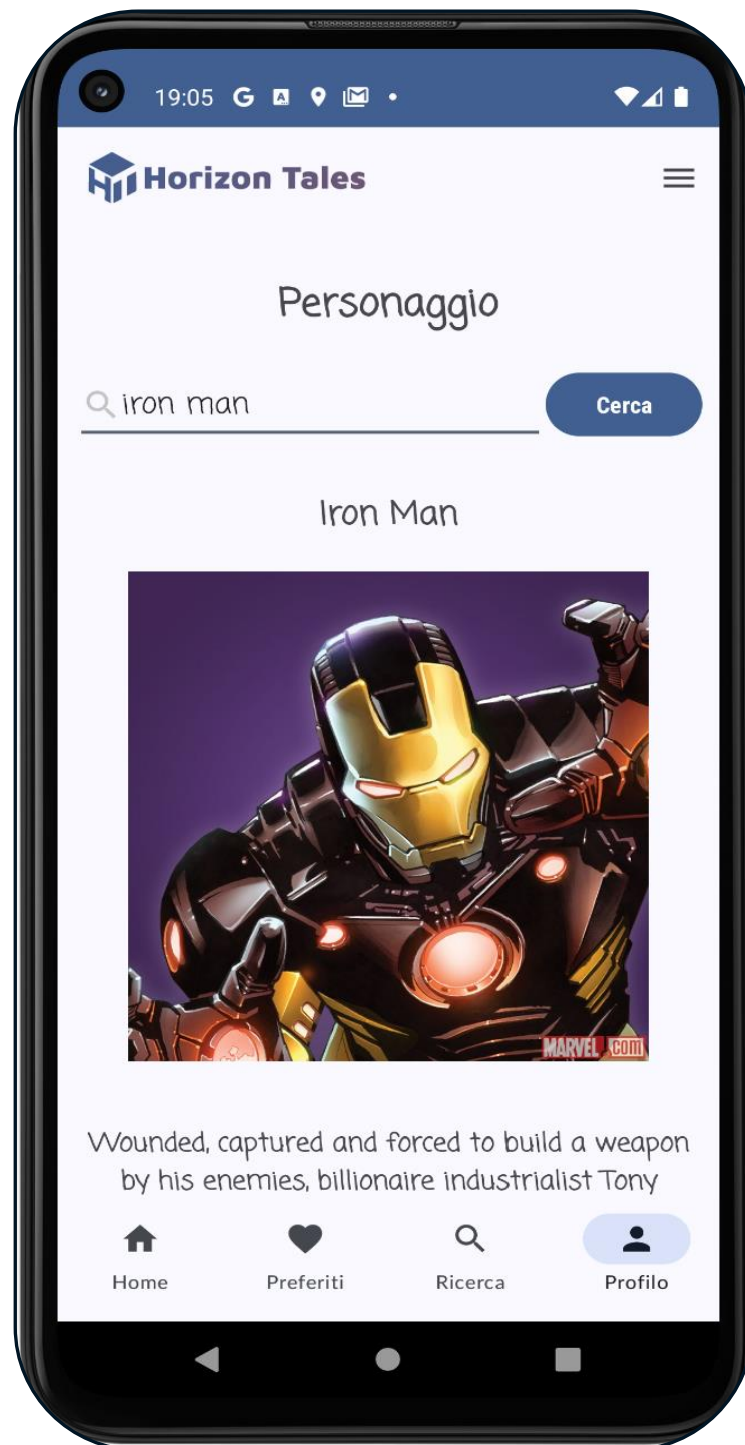 19:05
Horizon Tales
Personaggio
iron man
Cerca
Iron Man
MARVEL COM
Wounded, captured and forced to build a weapon
by his enemies, billionaire industrialist Tony
Home Preferiti Ricerca Profilo